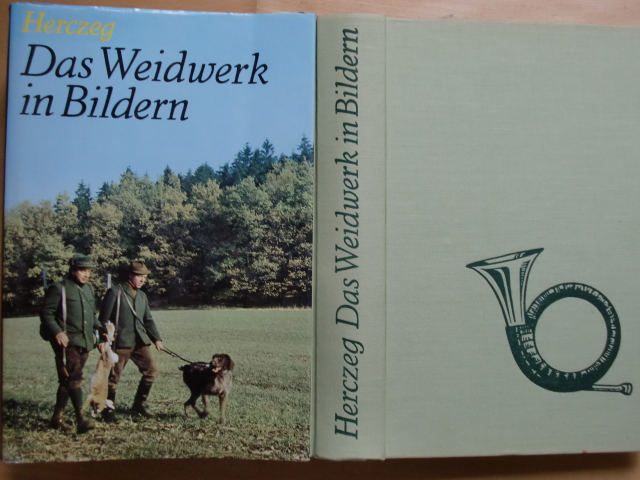 Herczeg
Das Weidwerk
in Bildern
Herczeg Das Weidwerk in Bildern